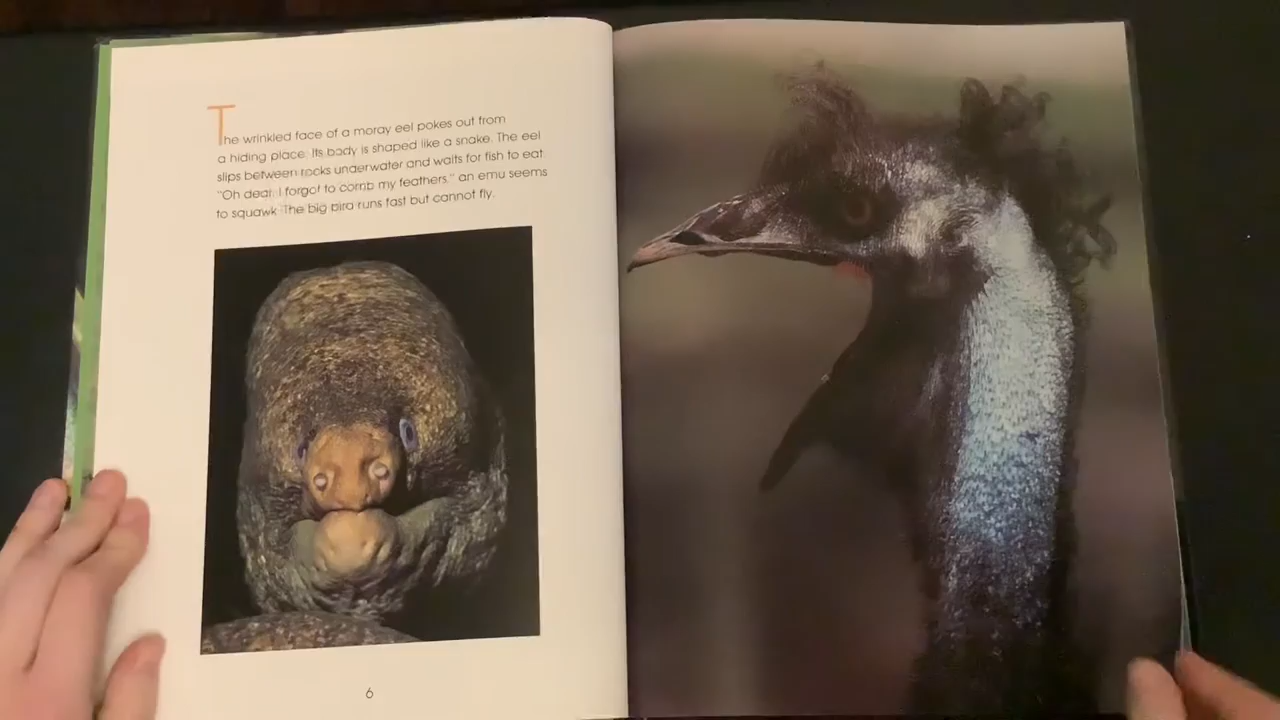 The wrinkled face of a moray eel pokes out from
a hiding place. Its body is shaped like a snake. The eel
slips between rocks underwater and waits for fish to eat.
"Oh dear, I forgot to comb my feathers," an emu seems
to squawk. The big bird runs fast but cannot fly.
6